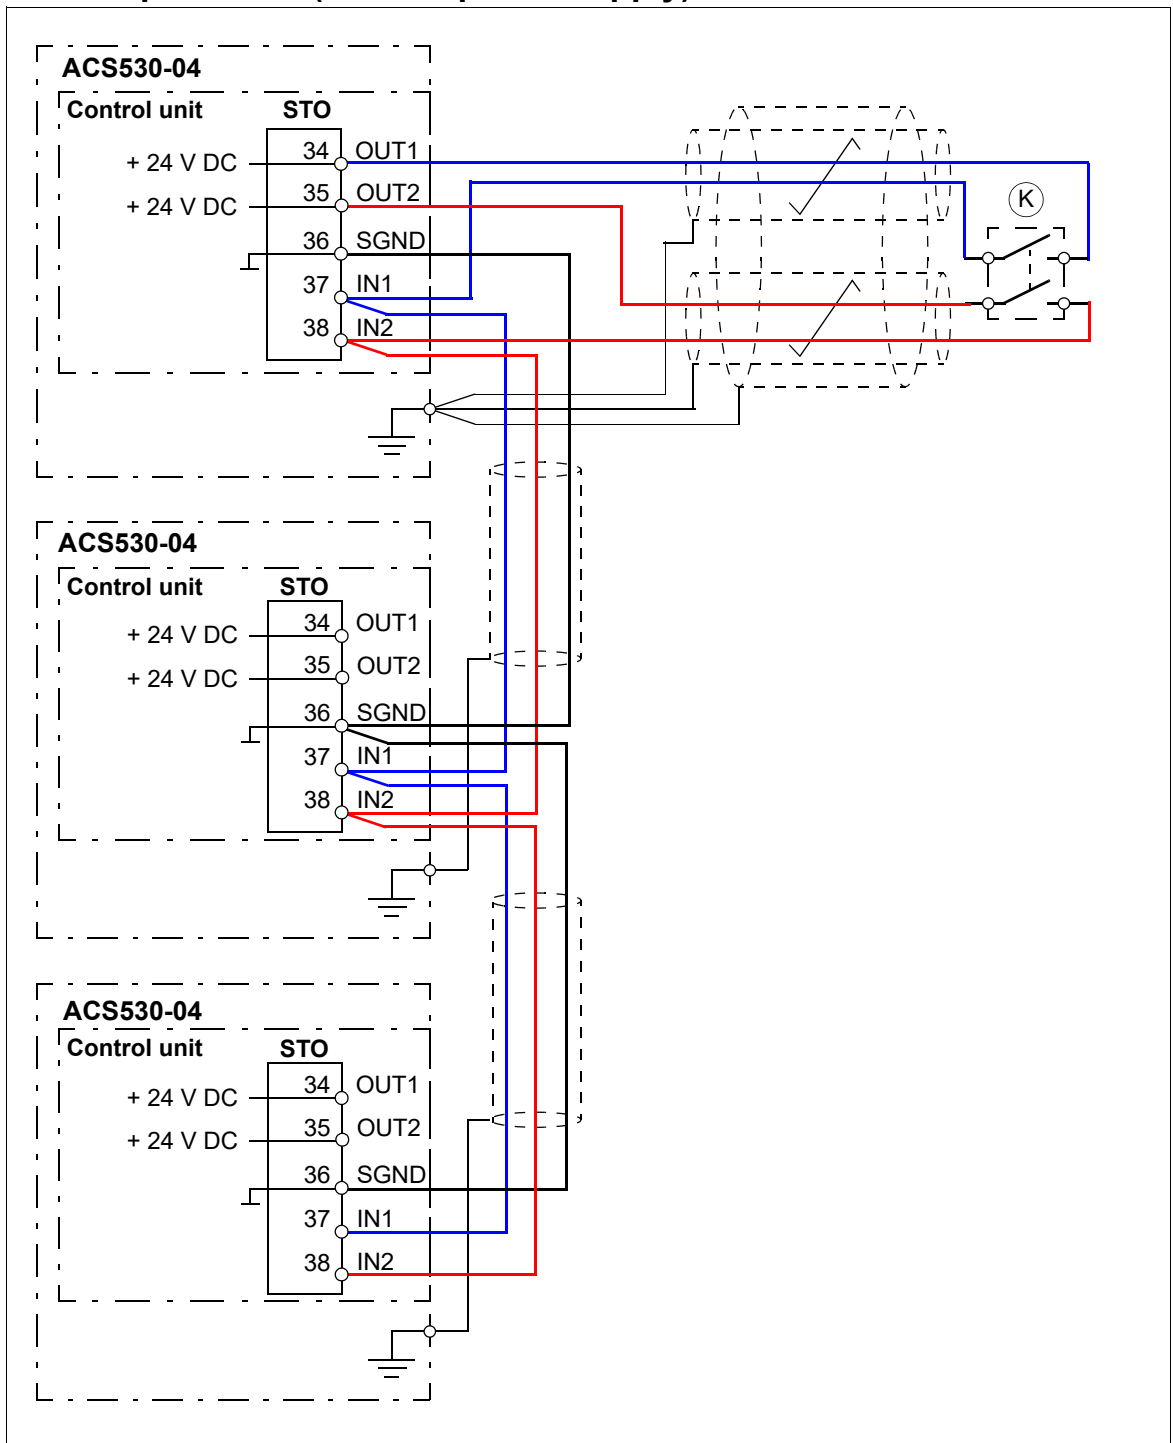 ACS530-04
Control unit STO
+ 24 V DC 34 OUT1
+ 24 V DC 35 OUT2
36 SGND
37 IN1
38 IN2
K
ACS530-04
Control unit STO
+ 24 V DC 34 OUT1
+ 24 V DC 35 OUT2
36 SGND
37 IN1
38 IN2
ACS530-04
Control unit STO
+ 24 V DC 34 OUT1
+ 24 V DC 35 OUT2
36 SGND
37 IN1
38 IN2